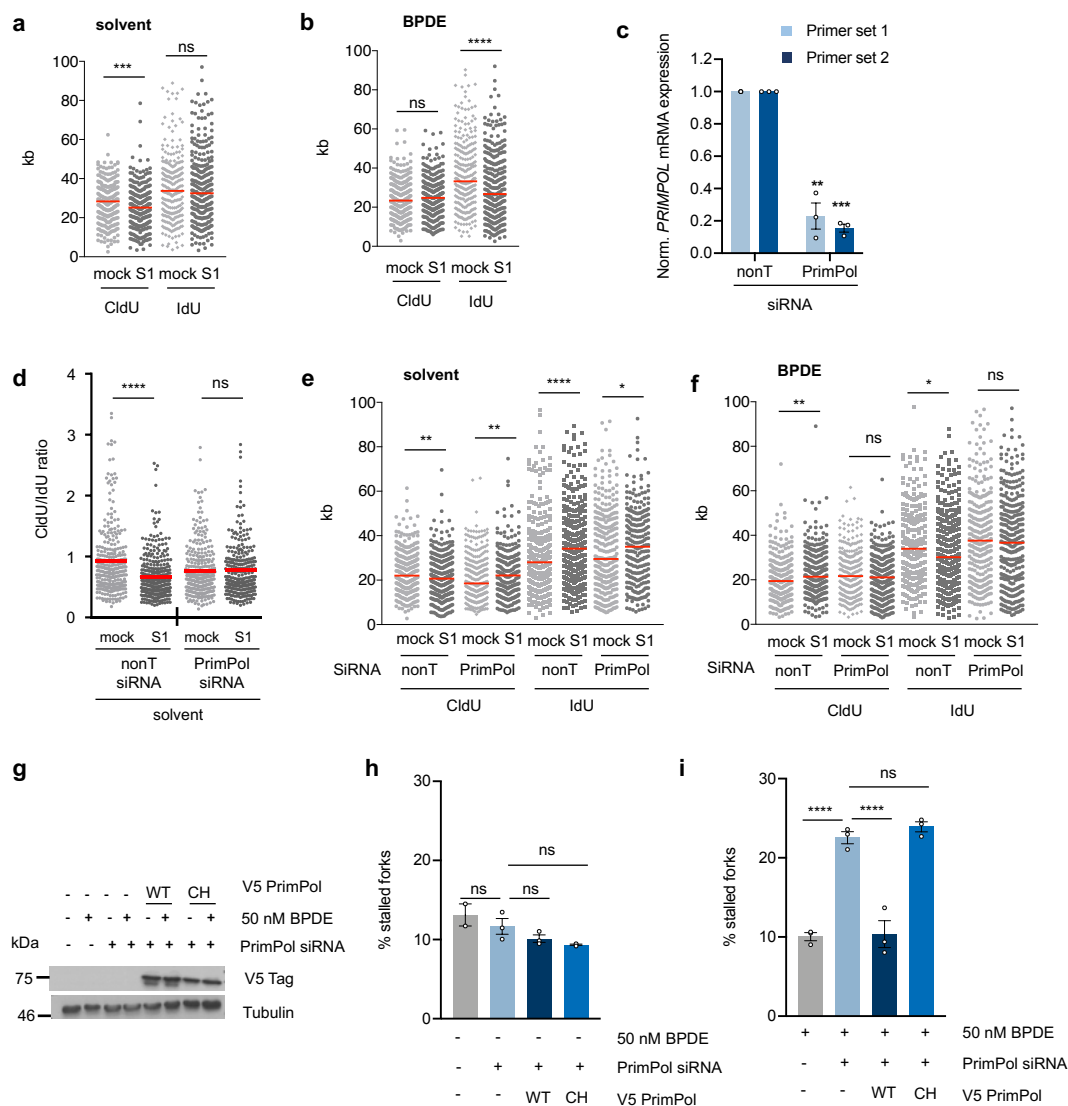 a
solvent
***
ns
100
80
60
40
20
0
kb
mock S1
mock S1
CldU
IdU
b
BPDE
ns
****
100
80
60
40
20
0
kb
mock S1
mock S1
CldU
IdU
c
Primer set 1
Primer set 2
Norm. PRIMPOL mRMA expression
1.2
1.0
0.8
0.6
0.4
0.2
0.0
**
***
nonT
PrimPol
siRNA
d
****
ns
4
3
2
1
0
CldU/IdU ratio
mock S1
mock S1
nonT
siRNA
PrimPol
siRNA
solvent
e
solvent
**
**
****
*
100
80
60
40
20
0
kb
mock S1 mock S1 mock S1 mock S1
SiRNA
nonT
PrimPol
nonT
PrimPol
CldU
IdU
f
BPDE
**
ns
*
ns
100
80
60
40
20
0
kb
mock S1 mock S1 mock S1 mock S1
SiRNA
nonT
PrimPol
nonT
PrimPol
CldU
IdU
g
- - - - WT CH V5 PrimPol
- + - + - + - + 50 nM BPDE
- - + + + + + + PrimPol siRNA
kDa
75
V5 Tag
46
Tubulin
h
30
20
10
0
% stalled forks
ns
ns
ns
- - - - 50 nM BPDE
- + + + PrimPol siRNA
- - WT CH V5 PrimPol
i
30
20
10
0
% stalled forks
ns
****
****
+ + + + 50 nM BPDE
- + + + PrimPol siRNA
- - WT CH V5 PrimPol